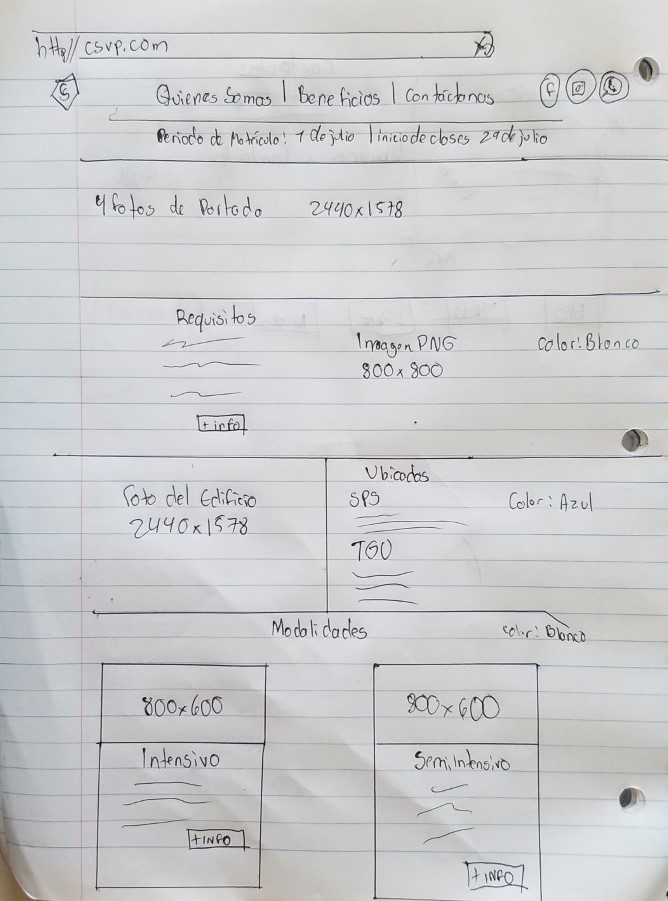 http// csvp.com
S
Quienes Somos | Beneficios | Contáctanos
f
Periodo de Matrícula: 1 de julio | inicio de clases 29 de julio
4 fotos de Portada 2440x1578
Requisitos
Imagen PNG color: Blanco
800x800
+ info
Foto del Edificio
2440x1578
Ubicados
SPS Color: Azul
TGU
Modalidades color: Blanco
800x600
Intensivo
+INFO
800x600
Semi,Intensivo
+INFO